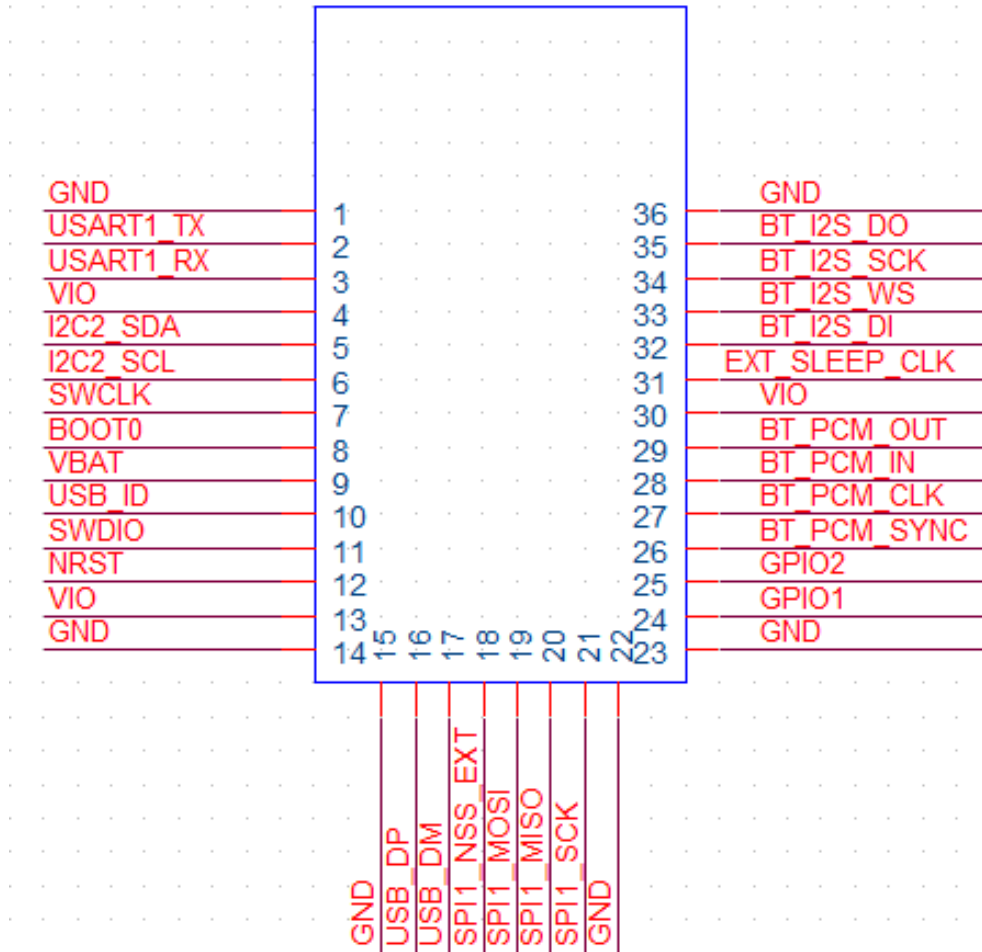 GND 1 36 GND
USART1_TX 2 35 BT_I2S_DO
USART1_RX 3 34 BT_I2S_SCK
VIO 4 33 BT_I2S_WS
I2C2_SDA 5 32 BT_I2S_DI
I2C2_SCL 6 31 EXT_SLEEP_CLK
SWCLK 7 30 VIO
BOOT0 8 29 BT_PCM_OUT
VBAT 9 28 BT_PCM_IN
USB_ID 10 27 BT_PCM_CLK
SWDIO 11 26 BT_PCM_SYNC
NRST 12 25 GPIO2
VIO 13 24 GPIO1
GND 14 23 GND
15 16 17 18 19 20 21 22
GND
USB_DP
USB_DM
SPI1_NSS_EXT
SPI1_MOSI
SPI1_MISO
SPI1_SCK
GND